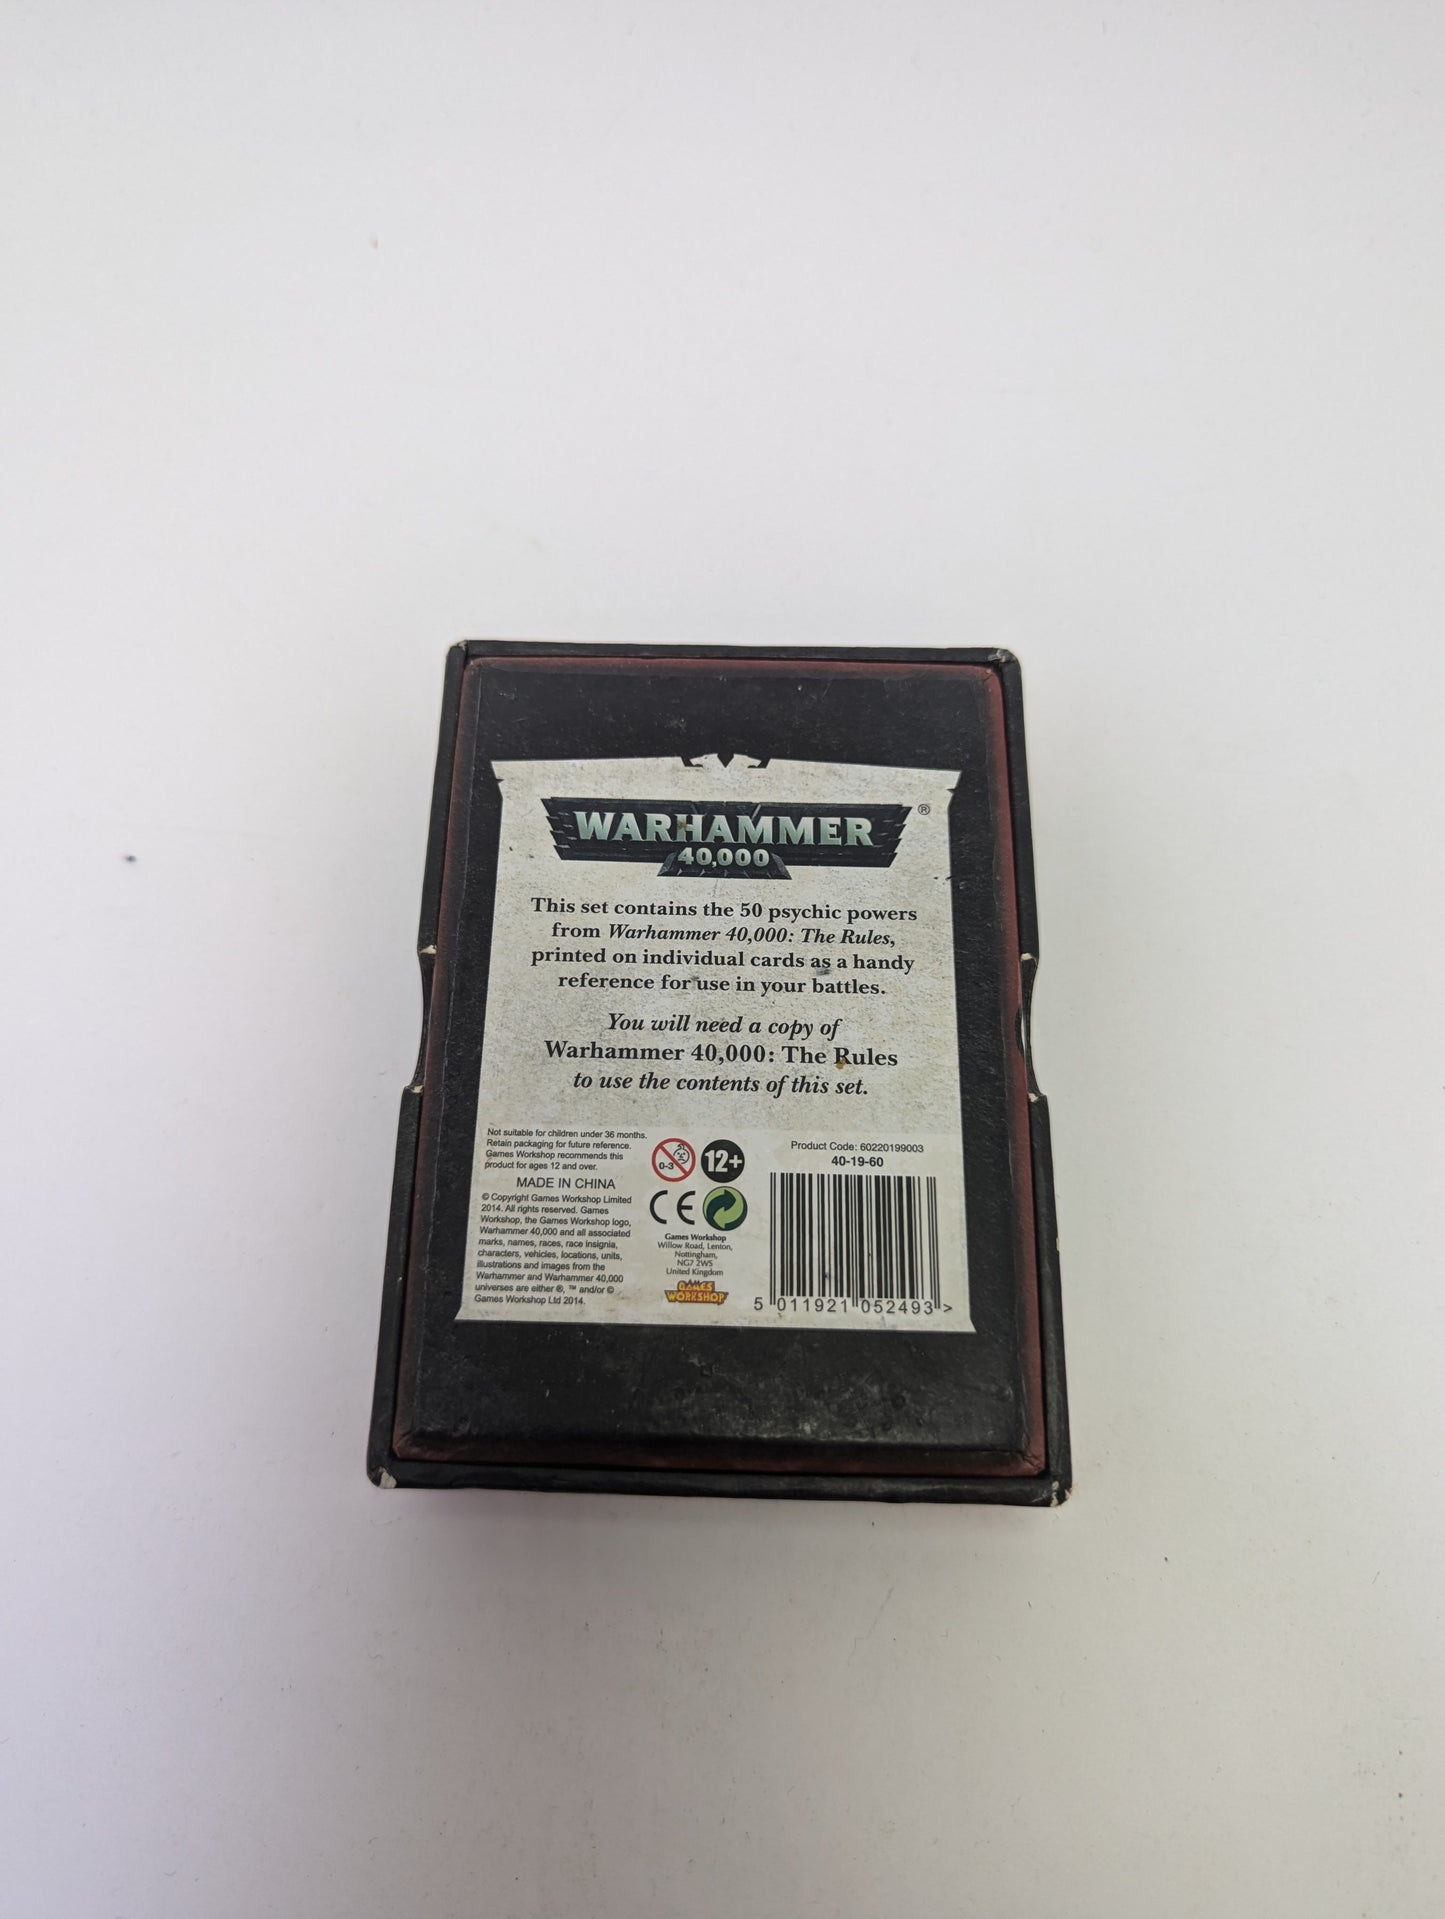 WARHAMMER®
40,000
This set contains the 50 psychic powers
from Warhammer 40,000: The Rules,
printed on individual cards as a handy
reference for use in your battles.
You will need a copy of
Warhammer 40,000: The Rules
to use the contents of this set.
Not suitable for children under 36 months.
Retain packaging for future reference.
Games Workshop recommends this
product for ages 12 and over.
MADE IN CHINA
© Copyright Games Workshop Limited
2014. All rights reserved. Games
Workshop, the Games Workshop logo,
Warhammer 40,000 and all associated
marks, names, races, race insignia,
characters, vehicles, locations, units,
illustrations and images from the
Warhammer and Warhammer 40,000
universes are either ®, ™ and/or ©
Games Workshop Ltd 2014.
0-3
12+
CE
Games Workshop
Willow Road, Lenton,
Nottingham,
NG7 2WS
United Kingdom
GAMES
WORKSHOP
Product Code: 60220199003
40-19-60
5 011921 052493 >